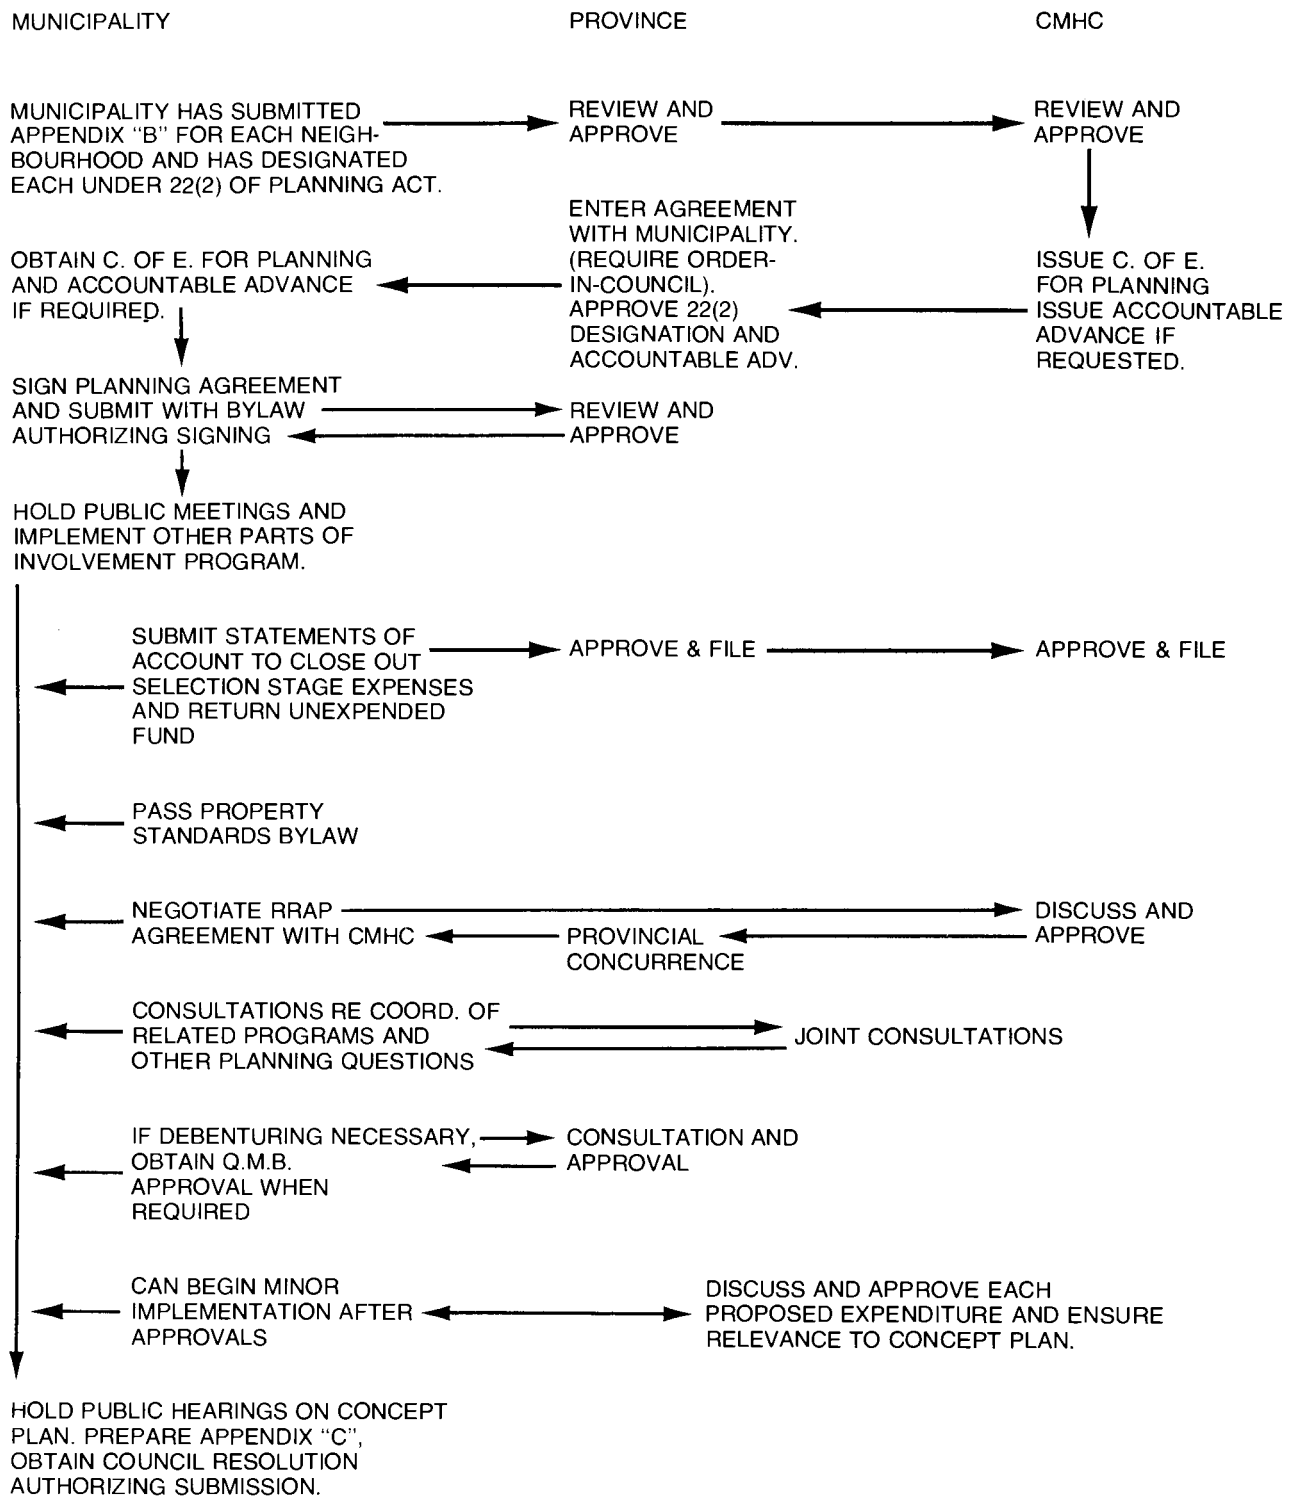 MUNICIPALITY
PROVINCE
CMHC
MUNICIPALITY HAS SUBMITTED
APPENDIX "B" FOR EACH NEIGH-
BOURHOOD AND HAS DESIGNATED
EACH UNDER 22(2) OF PLANNING ACT.
REVIEW AND
APPROVE
REVIEW AND
APPROVE
ENTER AGREEMENT
WITH MUNICIPALITY.
(REQUIRE ORDER-
IN-COUNCIL).
APPROVE 22(2)
DESIGNATION AND
ACCOUNTABLE ADV.
ISSUE C. OF E.
FOR PLANNING
ISSUE ACCOUNTABLE
ADVANCE IF
REQUESTED.
OBTAIN C. OF E. FOR PLANNING
AND ACCOUNTABLE ADVANCE
IF REQUIRED.
SIGN PLANNING AGREEMENT
AND SUBMIT WITH BYLAW
AUTHORIZING SIGNING
REVIEW AND
APPROVE
HOLD PUBLIC MEETINGS AND
IMPLEMENT OTHER PARTS OF
INVOLVEMENT PROGRAM.
SUBMIT STATEMENTS OF
ACCOUNT TO CLOSE OUT
SELECTION STAGE EXPENSES
AND RETURN UNEXPENDED
FUND
APPROVE & FILE
APPROVE & FILE
PASS PROPERTY
STANDARDS BYLAW
NEGOTIATE RRAP
AGREEMENT WITH CMHC
PROVINCIAL
CONCURRENCE
DISCUSS AND
APPROVE
CONSULTATIONS RE COORD. OF
RELATED PROGRAMS AND
OTHER PLANNING QUESTIONS
JOINT CONSULTATIONS
IF DEBENTURING NECESSARY,
OBTAIN Q.M.B.
APPROVAL WHEN
REQUIRED
CONSULTATION AND
APPROVAL
CAN BEGIN MINOR
IMPLEMENTATION AFTER
APPROVALS
DISCUSS AND APPROVE EACH
PROPOSED EXPENDITURE AND ENSURE
RELEVANCE TO CONCEPT PLAN.
HOLD PUBLIC HEARINGS ON CONCEPT
PLAN. PREPARE APPENDIX "C",
OBTAIN COUNCIL RESOLUTION
AUTHORIZING SUBMISSION.